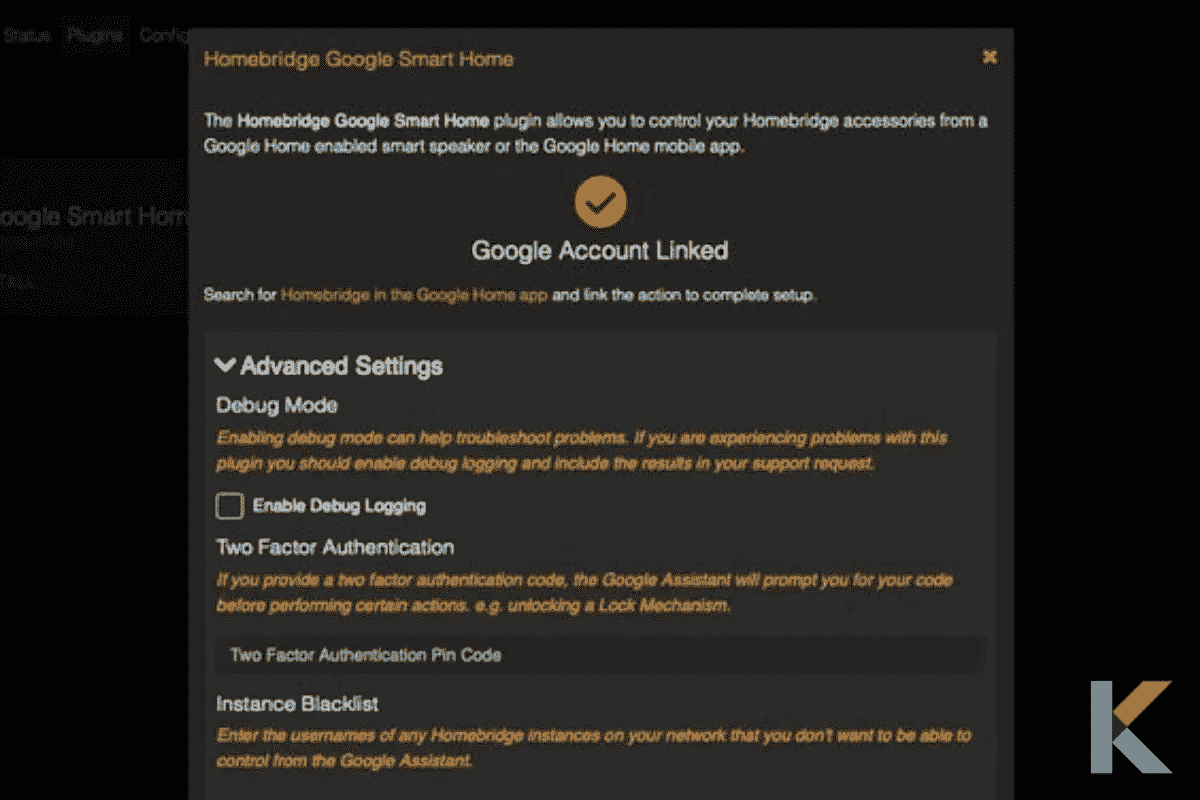 Status Plugins Config
Homebridge Google Smart Home
The Homebridge Google Smart Home plugin allows you to control your Homebridge accessories from a
Google Home enabled smart speaker or the Google Home mobile app.
oogle Smart Hom
Google Account Linked
Search for Homebridge in the Google Home app and link the action to complete setup.
Advanced Settings
Debug Mode
Enabling debug mode can help troubleshoot problems. If you are experiencing problems with this
plugin you should enable debug logging and include the results in your support request.
Enable Debug Logging
Two Factor Authentication
If you provide a two factor authentication code, the Google Assistant will prompt you for your code
before performing certain actions. e.g. unlocking a Lock Mechanism.
Two Factor Authentication Pin Code
Instance Blacklist
Enter the usernames of any Homebridge instances on your network that you don't want to be able to
control from the Google Assistant.
K